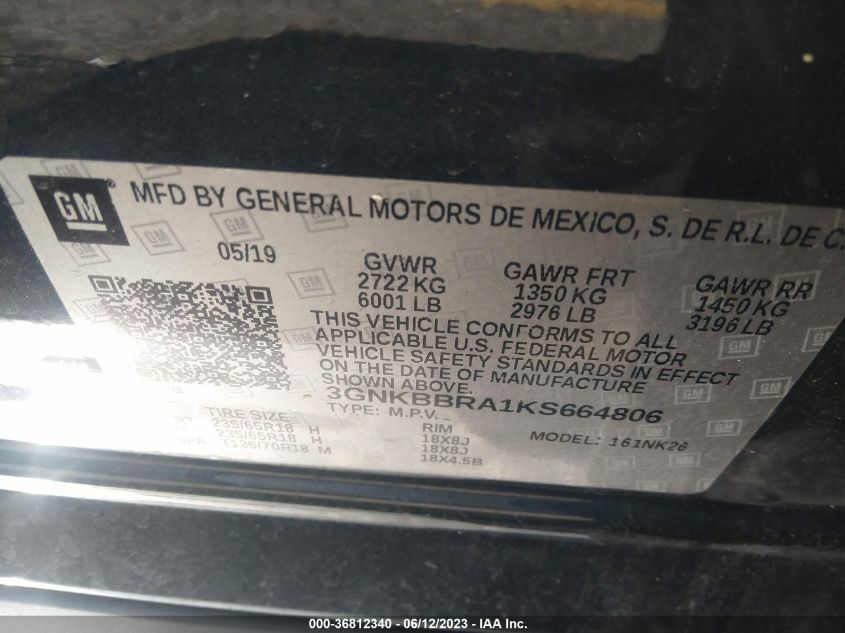 GM MFD BY GENERAL MOTORS DE MEXICO, S. DE R.L. DE C.
05/19 GVWR GAWR FRT GAWR RR
2722 KG 1350 KG 1450 KG
6001 LB 2976 LB 3196 LB
THIS VEHICLE CONFORMS TO ALL
APPLICABLE U.S. FEDERAL MOTOR
VEHICLE SAFETY STANDARDS IN EFFECT
ON THE DATE OF MANUFACTURE
SHOWN ABOVE.
3GNKBBRA1KS664806
TYPE: M.P.V. MODEL: 161NK26
TIRE SIZE RIM
235/65R18 H 18X8J
235/65R18 H 18X8J
SPA T135/70R18 M 18X4.5B
000-36812340 - 06/12/2023 - IAA Inc.